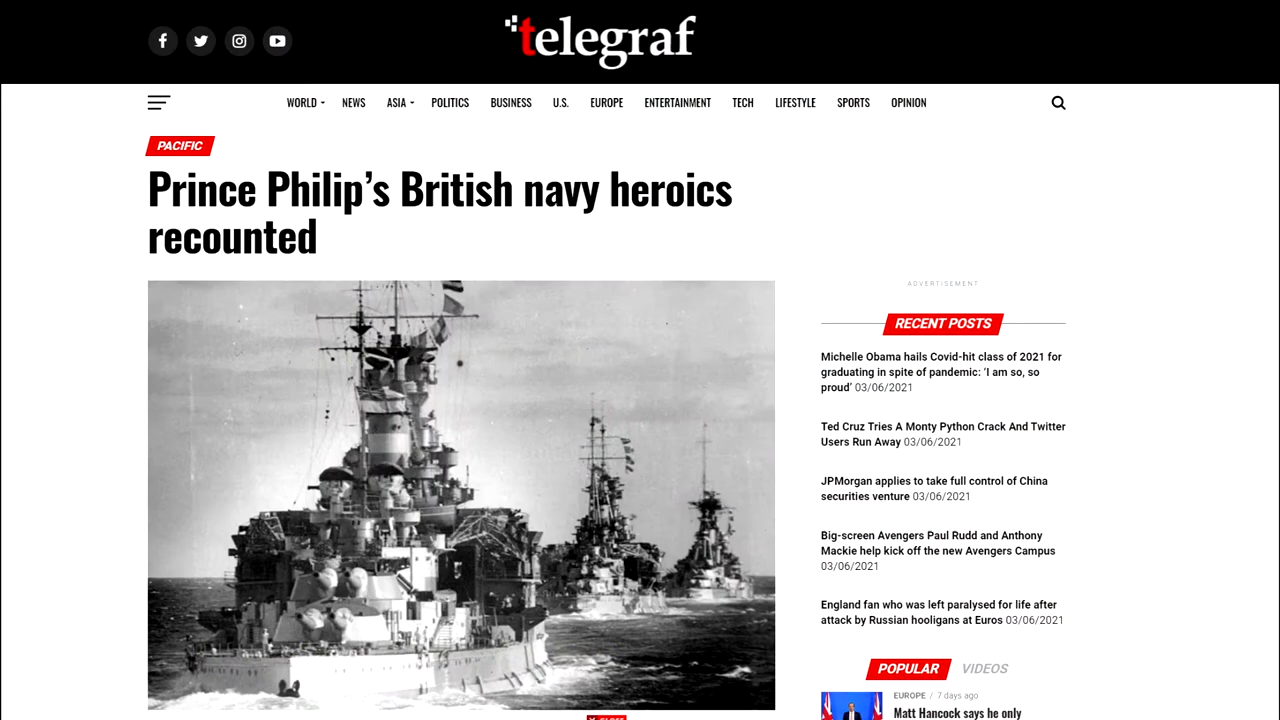 telegraf
WORLD NEWS ASIA POLITICS BUSINESS U.S. EUROPE ENTERTAINMENT TECH LIFESTYLE SPORTS OPINION
PACIFIC
Prince Philip’s British navy heroics
recounted
ADVERTISEMENT
RECENT POSTS
Michelle Obama hails Covid-hit class of 2021 for
graduating in spite of pandemic: ‘I am so, so
proud’ 03/06/2021
Ted Cruz Tries A Monty Python Crack And Twitter
Users Run Away 03/06/2021
JPMorgan applies to take full control of China
securities venture 03/06/2021
Big-screen Avengers Paul Rudd and Anthony
Mackie help kick off the new Avengers Campus
03/06/2021
England fan who was left paralysed for life after
attack by Russian hooligans at Euros 03/06/2021
POPULAR VIDEOS
EUROPE / 7 days ago
Matt Hancock says he only
X CLOSE